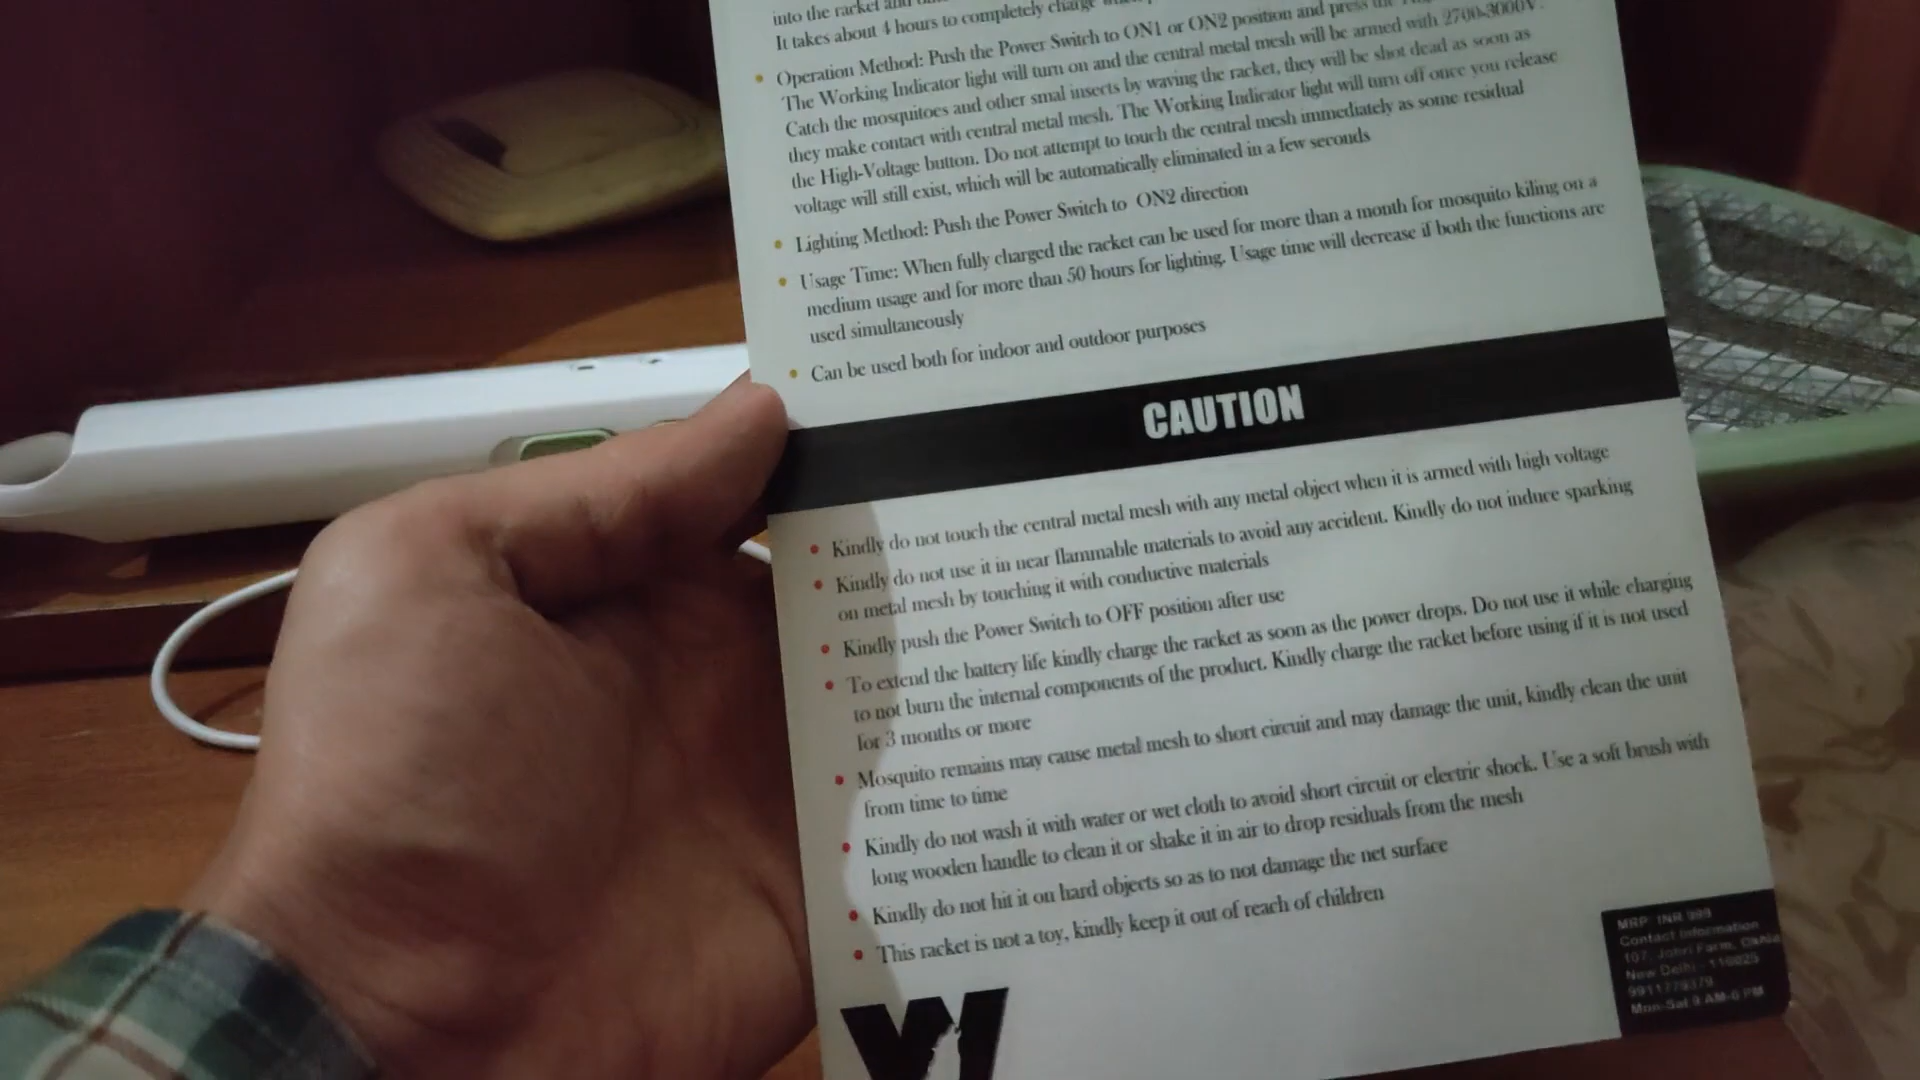 into the racket and
It takes about 4 hours to completely charge
Operation Method: Push the Power Switch to ON1 or ON2 position and press the
The Working Indicator light will turn on and the central metal mesh will be armed with 2700-3000V.
Catch the mosquitoes and other smal insects by waving the racket, they will be shot dead as soon as
they make contact with central metal mesh. The Working Indicator light will turn off once you release
the High-Voltage button. Do not attempt to touch the central mesh immediately as some residual
voltage will still exist, which will be automatically eliminated in a few seconds
Lighting Method: Push the Power Switch to ON2 direction
Usage Time: When fully charged the racket can be used for more than a month for mosquito kiling on a
medium usage and for more than 50 hours for lighting. Usage time will decrease if both the functions are
used simultaneously
Can be used both for indoor and outdoor purposes
CAUTION
Kindly do not touch the central metal mesh with any metal object when it is armed with high voltage
Kindly do not use it in near flammable materials to avoid any accident. Kindly do not induce sparking
on metal mesh by touching it with conductive materials
Kindly push the Power Switch to OFF position after use
To extend the battery life kindly charge the racket as soon as the power drops. Do not use it while charging
to not burn the internal components of the product. Kindly charge the racket before using if it is not used
for 3 months or more
Mosquito remains may cause metal mesh to short circuit and may damage the unit, kindly clean the unit
from time to time
Kindly do not wash it with water or wet cloth to avoid short circuit or electric shock. Use a soft brush with
long wooden handle to clean it or shake it in air to drop residuals from the mesh
Kindly do not hit it on hard objects so as to not damage the net surface
This racket is not a toy, kindly keep it out of reach of children
MRP: INR 999
Contact Information
107, Johri Farm,
New Delhi - 110025
Mon-Sat 9 AM-6 PM